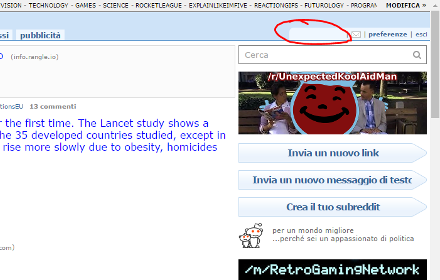 VISION - TECHNOLOGY - GAMES - SCIENCE - ROCKETLEAGUE - EXPLAINLIKEIMFIVE - REACTIONGIFS - FUTUROLOGY - PROGRAN MODIFICA »
ssi pubblicità
| preferenze | esci
(info.rangle.io)
Cerca
/r/UnexpectedKoolAidMan
tionsEU 13 commenti
r the first time. The Lancet study shows a
he 35 developed countries studied, except in
rise more slowly due to obesity, homicides
Invia un nuovo link
Invia un nuovo messaggio di testo
Crea il tuo subreddit
per un mondo migliore
...perché sei un appassionato di politica
com)
/m/RetroGamingNetwork